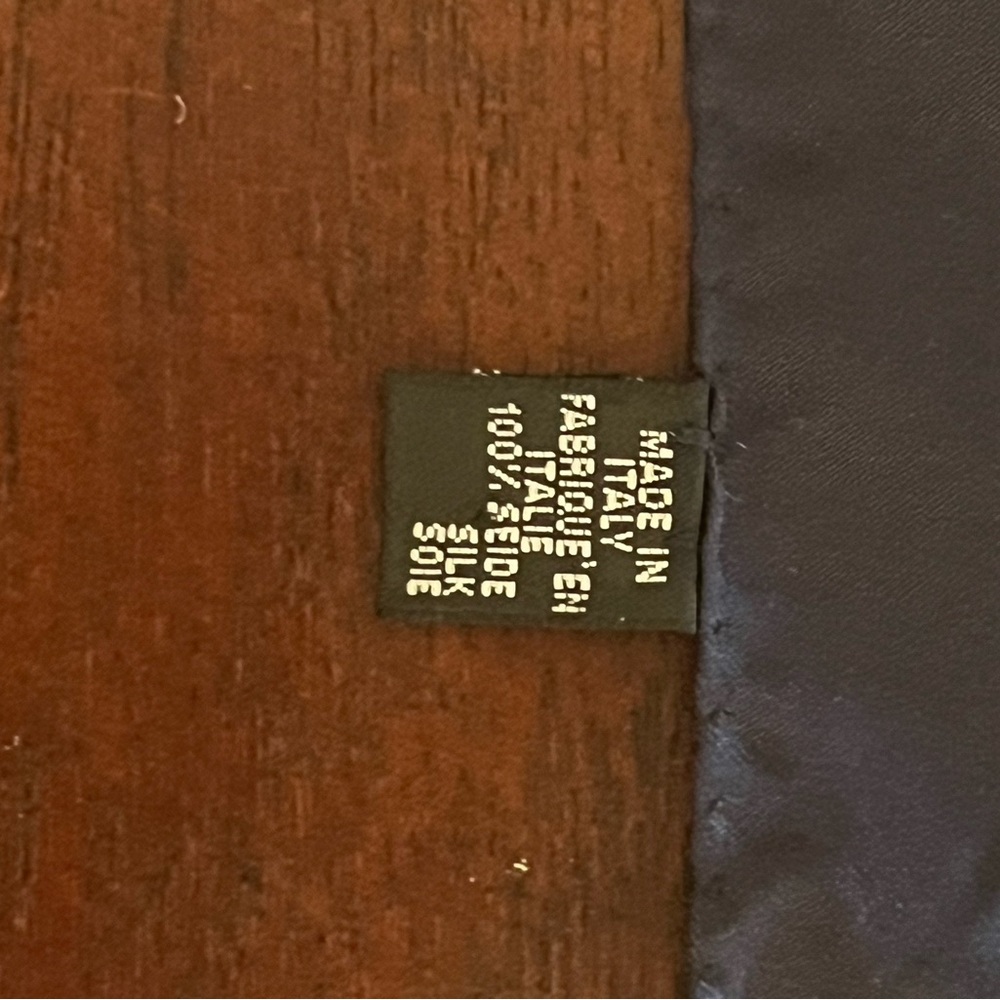 MADE IN
ITALY
FABRIQUE' EN
ITALIE
100% SEIDE
SILK
SOIE